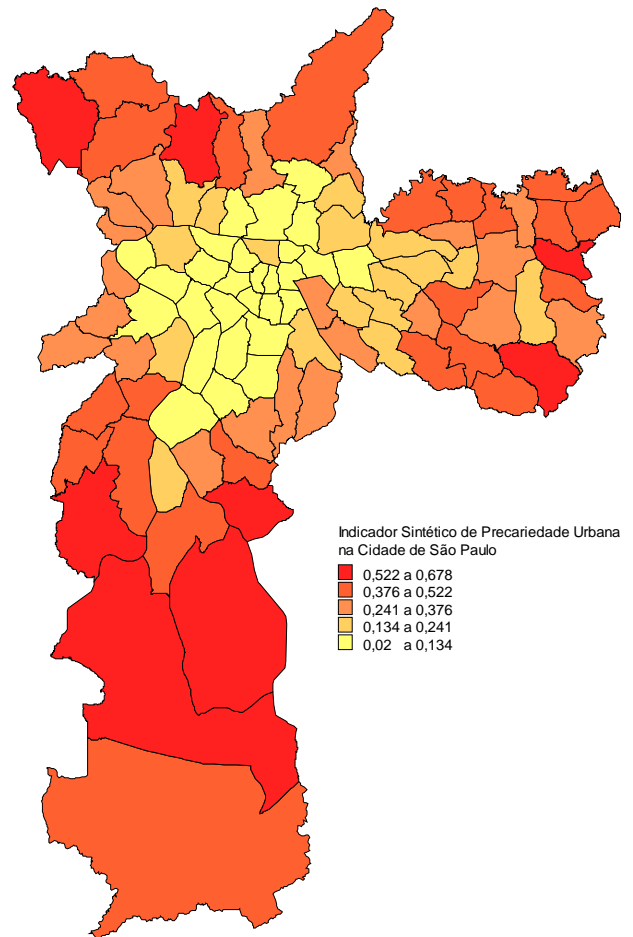 Indicador Sintético de Precariedade Urbana
na Cidade de São Paulo
0,522 a 0,678
0,376 a 0,522
0,241 a 0,376
0,134 a 0,241
0,02 a 0,134